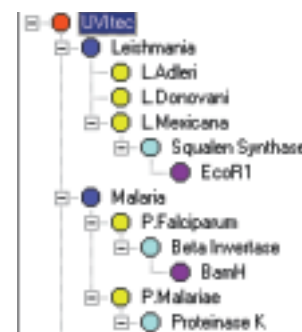 UVItec
Leishmania
L.Adleri
L.Donovani
L.Mexicana
Squalen Synthase
EcoR1
Malaria
P.Falciparum
Beta Invertase
BamH
P.Malariae
Proteinase K